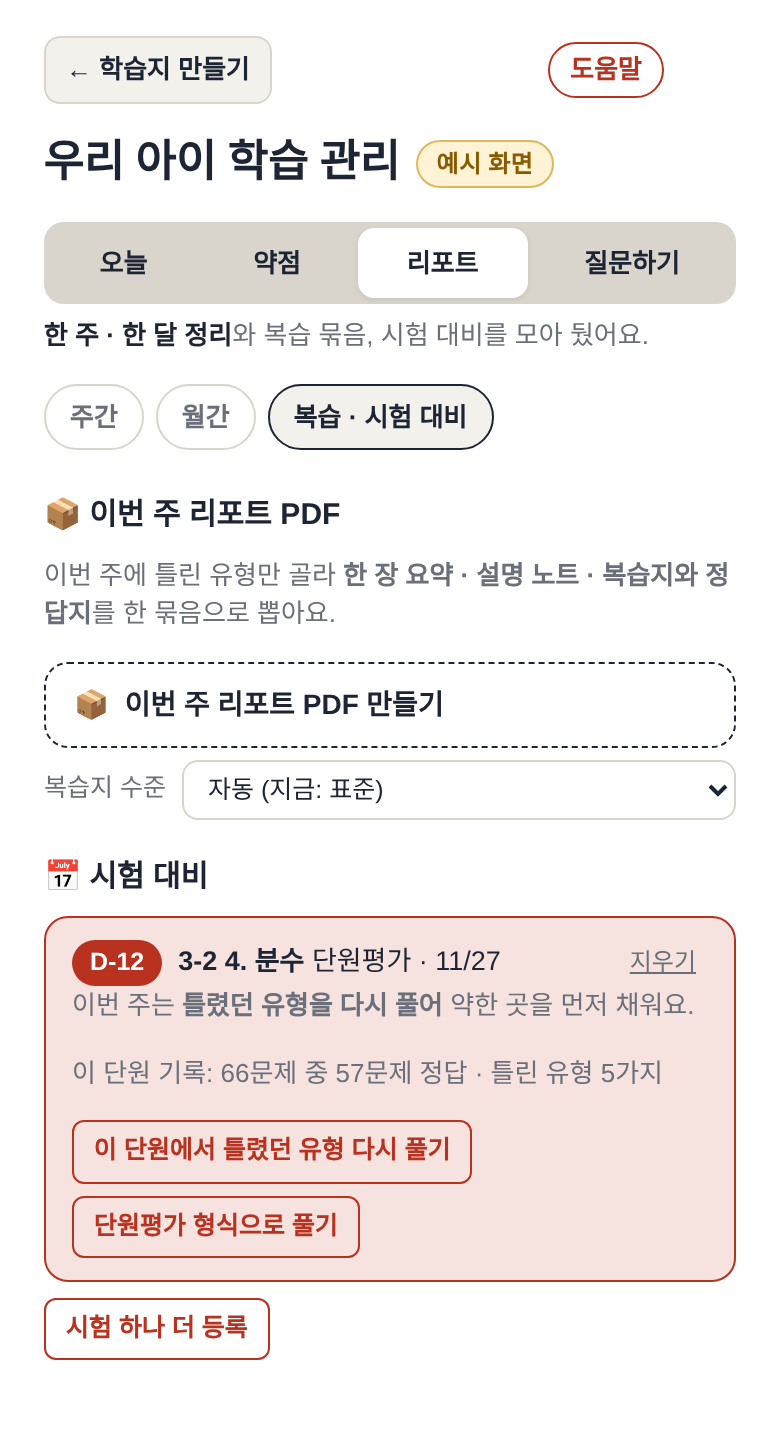 ← 학습지 만들기
도움말
우리 아이 학습 관리
예시 화면
오늘
약점
리포트
질문하기
한 주 · 한 달 정리와 복습 묶음, 시험 대비를 모아 뒀어요.
주간
월간
복습 · 시험 대비
📦 이번 주 리포트 PDF
이번 주에 틀린 유형만 골라 한 장 요약 · 설명 노트 · 복습지와 정
답지를 한 묶음으로 뽑아요.
📦 이번 주 리포트 PDF 만들기
복습지 수준
자동 (지금: 표준)
📅 시험 대비
D-12
3-2 4. 분수 단원평가 · 11/27
지우기
이번 주는 틀렸던 유형을 다시 풀어 약한 곳을 먼저 채워요.
이 단원 기록: 66문제 중 57문제 정답 · 틀린 유형 5가지
이 단원에서 틀렸던 유형 다시 풀기
단원평가 형식으로 풀기
시험 하나 더 등록